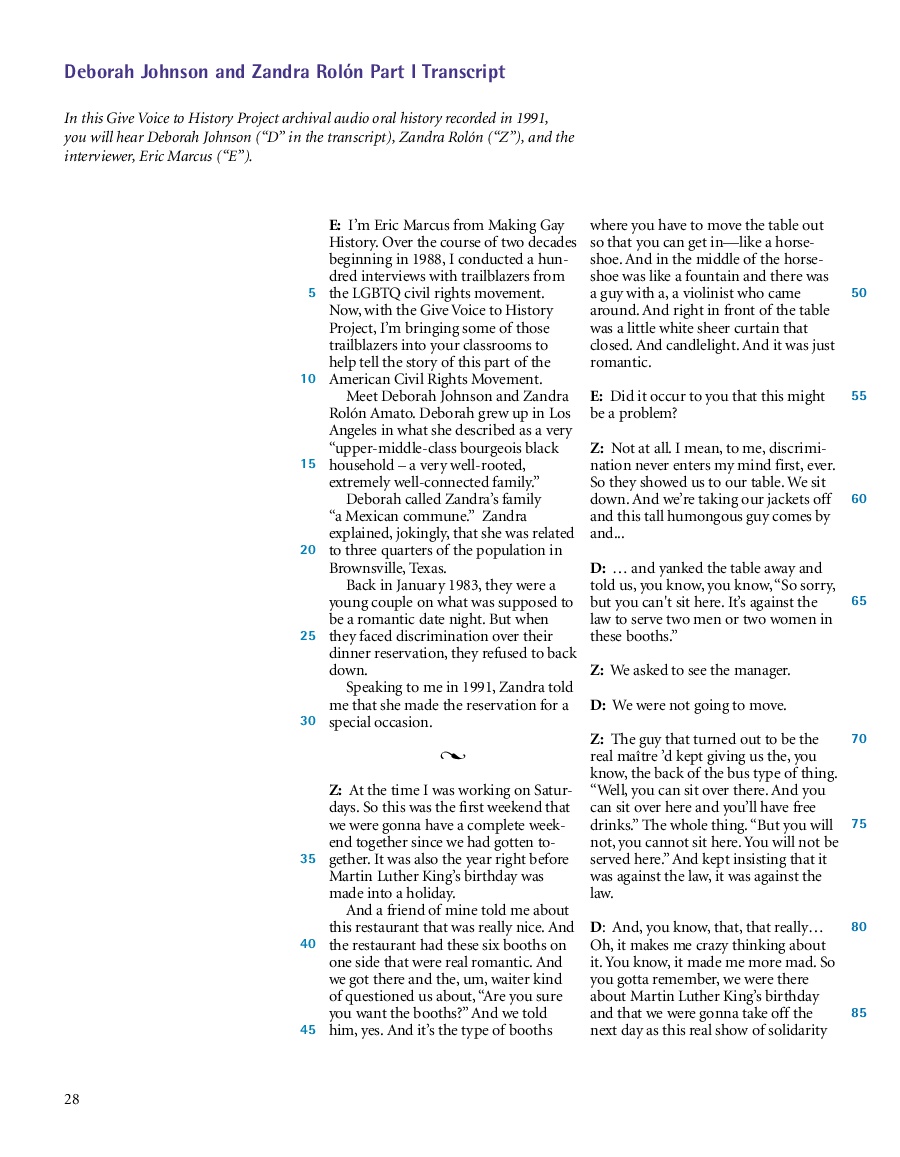 Deborah Johnson and Zandra Rolón Part I Transcript
In this Give Voice to History Project archival audio oral history recorded in 1991,
you will hear Deborah Johnson (“D” in the transcript), Zandra Rolón (“Z”), and the
interviewer, Eric Marcus (“E”).
E: I’m Eric Marcus from Making Gay
History. Over the course of two decades
beginning in 1988, I conducted a hun-
dred interviews with trailblazers from
5 the LGBTQ civil rights movement.
Now, with the Give Voice to History
Project, I’m bringing some of those
trailblazers into your classrooms to
help tell the story of this part of the
10 American Civil Rights Movement.
Meet Deborah Johnson and Zandra
Rolón Amato. Deborah grew up in Los
Angeles in what she described as a very
“upper-middle-class bourgeois black
15 household – a very well-rooted,
extremely well-connected family.”
Deborah called Zandra’s family
“a Mexican commune.” Zandra
explained, jokingly, that she was related
20 to three quarters of the population in
Brownsville, Texas.
Back in January 1983, they were a
young couple on what was supposed to
be a romantic date night. But when
25 they faced discrimination over their
dinner reservation, they refused to back
down.
Speaking to me in 1991, Zandra told
me that she made the reservation for a
30 special occasion.
Z: At the time I was working on Satur-
days. So this was the first weekend that
we were gonna have a complete week-
end together since we had gotten to-
35 gether. It was also the year right before
Martin Luther King’s birthday was
made into a holiday.
And a friend of mine told me about
this restaurant that was really nice. And
40 the restaurant had these six booths on
one side that were real romantic. And
we got there and the, um, waiter kind
of questioned us about, “Are you sure
you want the booths?” And we told
45 him, yes. And it’s the type of booths
where you have to move the table out
so that you can get in—like a horse-
shoe. And in the middle of the horse-
shoe was like a fountain and there was
a guy with a, a violinist who came 50
around. And right in front of the table
was a little white sheer curtain that
closed. And candlelight. And it was just
romantic.
E: Did it occur to you that this might 55
be a problem?
Z: Not at all. I mean, to me, discrimi-
nation never enters my mind first, ever.
So they showed us to our table. We sit
down. And we’re taking our jackets off 60
and this tall humongous guy comes by
and...
D: … and yanked the table away and
told us, you know, you know, “So sorry,
but you can't sit here. It’s against the 65
law to serve two men or two women in
these booths.”
Z: We asked to see the manager.
D: We were not going to move.
Z: The guy that turned out to be the 70
real maître ’d kept giving us the, you
know, the back of the bus type of thing.
“Well, you can sit over there. And you
can sit over here and you’ll have free
drinks.” The whole thing. “But you will 75
not, you cannot sit here. You will not be
served here.” And kept insisting that it
was against the law, it was against the
law.
D: And, you know, that, that really… 80
Oh, it makes me crazy thinking about
it. You know, it made me more mad. So
you gotta remember, we were there
about Martin Luther King’s birthday
and that we were gonna take off the 85
next day as this real show of solidarity
28